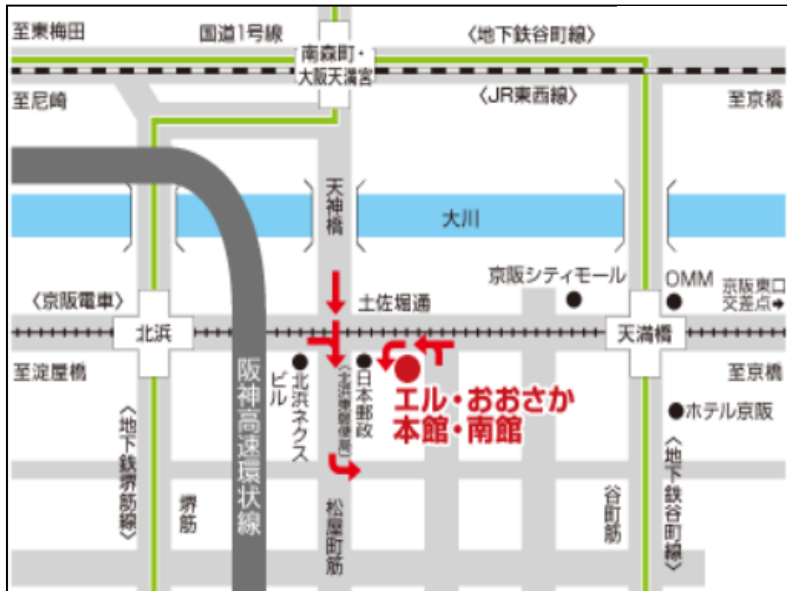 至東梅田
国道1号線
〈地下鉄谷町線〉
南森町・
大阪天満宮
至尼崎
〈JR東西線〉
至京橋
天神橋
大川
京阪シティモール
OMM
京阪東口
交差点➡
〈京阪電車〉
土佐堀通
北浜
天満橋
至淀屋橋
阪神高速環状線
北浜ネクス
ビル
〈北浜東郵便局〉
日本郵政
エル・おおさか
本館・南館
至京橋
ホテル京阪
〈地下鉄堺筋線〉
堺筋
松屋町筋
谷町筋
〈地下鉄谷町線〉